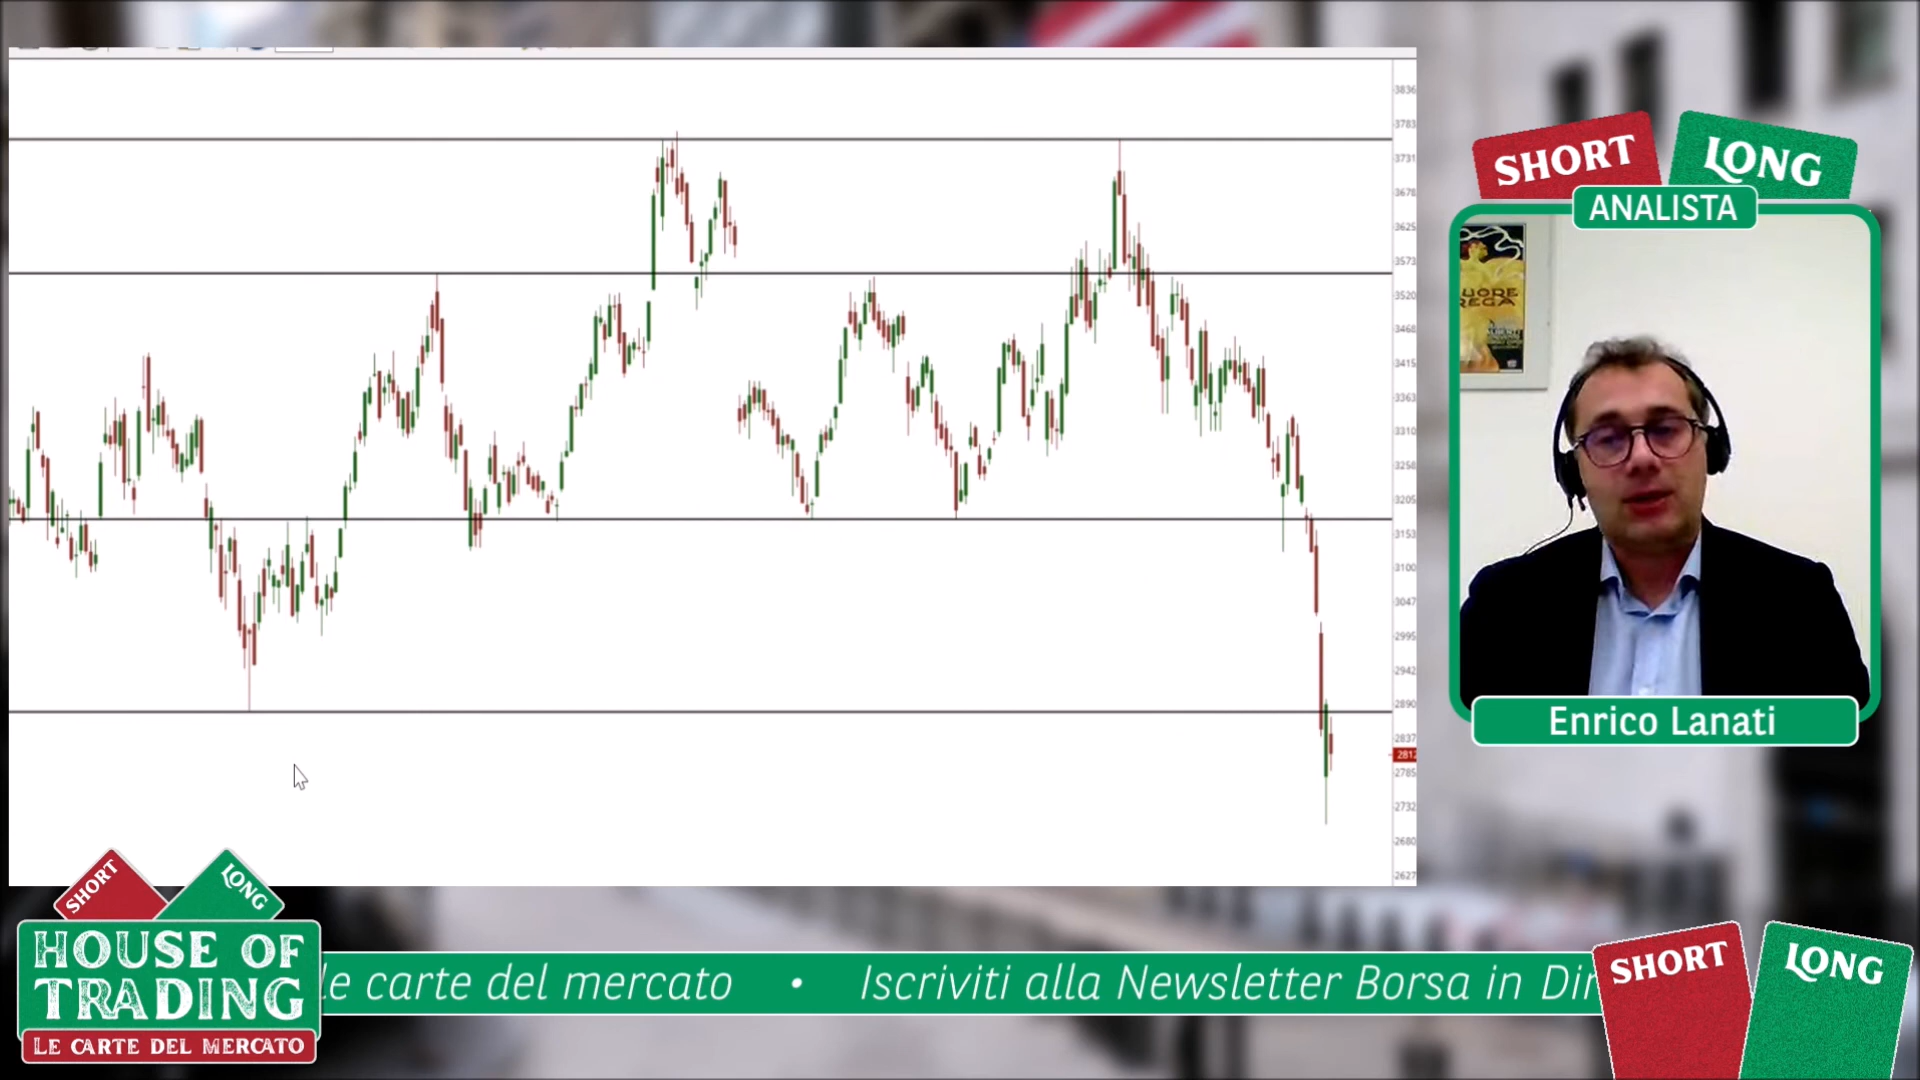 3836
3783
3731
3678
3625
3573
3520
3468
3415
3363
3310
3258
3205
3153
3100
3047
2995
2942
2890
2837
2812
2785
2732
2680
2627
SHORT
LONG
ANALISTA
Enrico Lanati
SHORT
LONG
HOUSE OF
TRADING
LE CARTE DEL MERCATO
le carte del mercato • Iscriviti alla Newsletter Borsa in Dir
SHORT
LONG